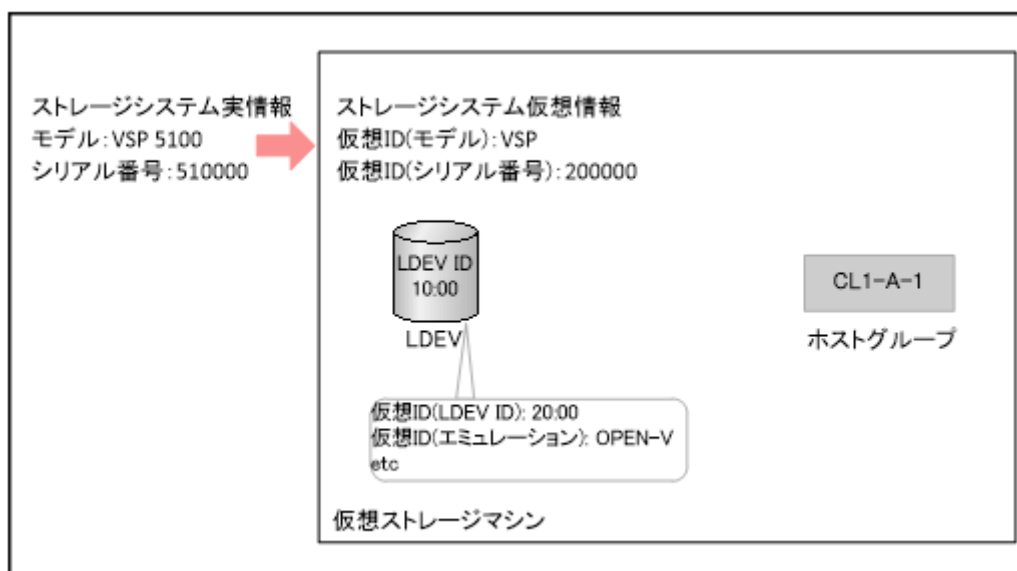 ストレージシステム実情報
モデル：VSP 5100
シリアル番号：510000
ストレージシステム仮想情報
仮想ID(モデル)：VSP
仮想ID(シリアル番号)：200000
LDEV ID
10:00
LDEV
CL1-A-1
ホストグループ
仮想ID(LDEV ID): 20:00
仮想ID(エミュレーション): OPEN-V
etc
仮想ストレージマシン